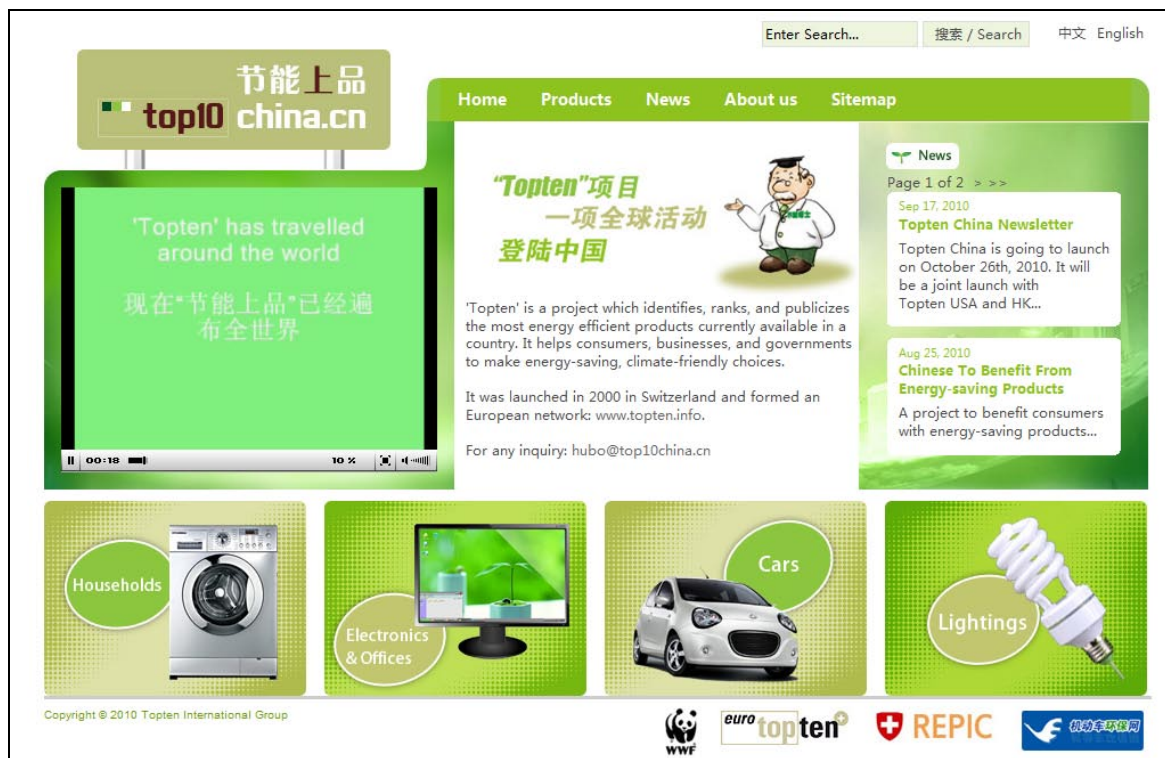 Enter Search...
搜索 / Search
中文 English
节能上品
top10 china.cn
Home Products News About us Sitemap
'Topten' has travelled
around the world
现在“节能上品”已经遍
布全世界
00:18
10 %
“Topten”项目
一项全球活动
登陆中国
'Topten' is a project which identifies, ranks, and publicizes
the most energy efficient products currently available in a
country. It helps consumers, businesses, and governments
to make energy-saving, climate-friendly choices.
It was launched in 2000 in Switzerland and formed an
European network: www.topten.info.
For any inquiry: hubo@top10china.cn
News
Page 1 of 2 > >>
Sep 17, 2010
Topten China Newsletter
Topten China is going to launch
on October 26th, 2010. It will
be a joint launch with
Topten USA and HK...
Aug 25, 2010
Chinese To Benefit From
Energy-saving Products
A project to benefit consumers
with energy-saving products...
Households
Electronics
& Offices
Cars
Lightings
Copyright © 2010 Topten International Group
WWF
euro topten
REPIC
机动车环保网